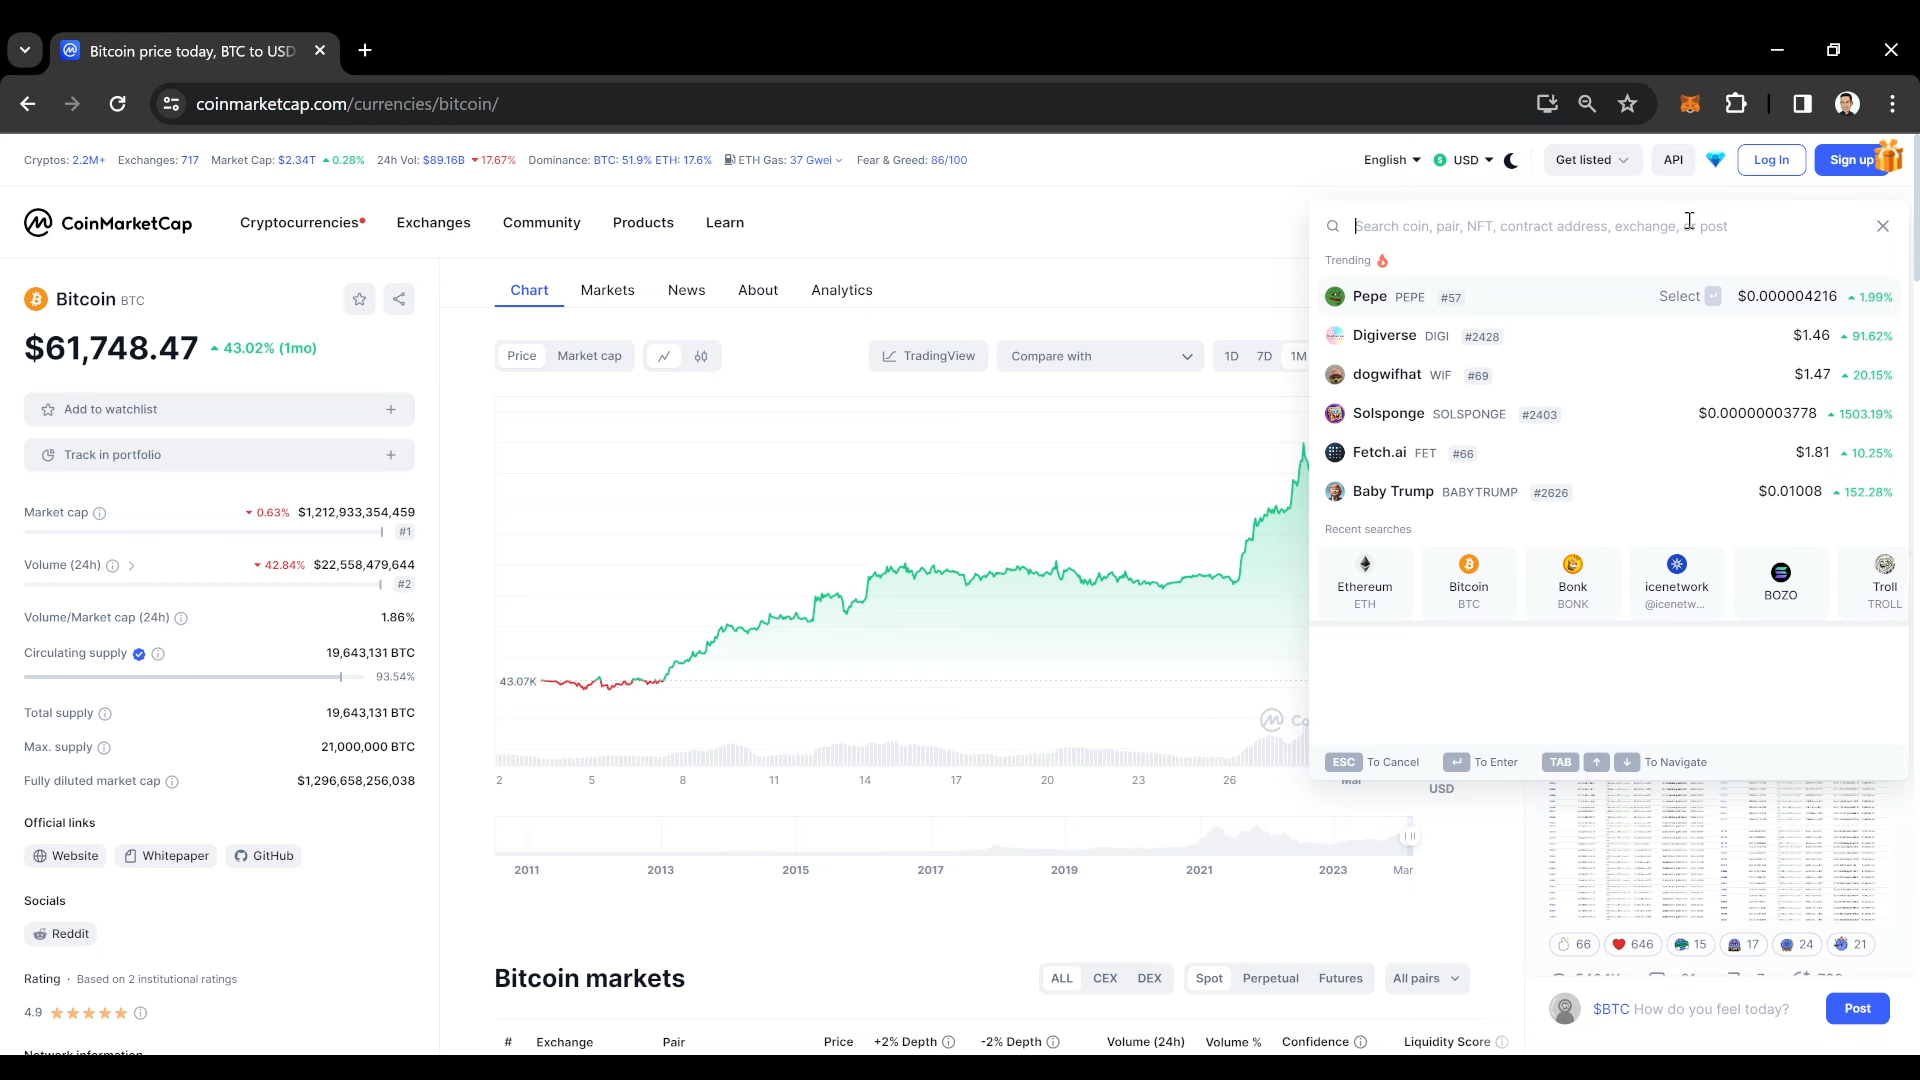 Bitcoin price today, BTC to USD
coinmarketcap.com/currencies/bitcoin/
Cryptos: 2.2M+ Exchanges: 717 Market Cap: $2.34T 0.28% 24h Vol: $89.16B 17.67% Dominance: BTC: 51.9% ETH: 17.6% ETH Gas: 37 Gwei Fear & Greed: 86/100
English USD Get listed API Log In Sign up
CoinMarketCap Cryptocurrencies Exchanges Community Products Learn
Search coin, pair, NFT, contract address, exchange, or post
Trending
Pepe PEPE #57 Select $0.000004216 1.99%
Digiverse DIGI #2428 $1.46 91.62%
dogwifhat WIF #69 $1.47 20.15%
Solsponge SOLSPONGE #2403 $0.00000003778 1503.19%
Fetch.ai FET #66 $1.81 10.25%
Baby Trump BABYTRUMP #2626 $0.01008 152.28%
Recent searches
Ethereum Bitcoin Bonk icenetwork BOZO Troll
ETH BTC BONK @icenetw... TROLL
ESC To Cancel To Enter TAB To Navigate
Bitcoin BTC
$61,748.47 43.02% (1mo)
Add to watchlist
Track in portfolio
Market cap 0.63% $1,212,933,354,459
#1
Volume (24h) 42.84% $22,558,479,644
#2
Volume/Market cap (24h) 1.86%
Circulating supply 19,643,131 BTC
93.54%
Total supply 19,643,131 BTC
Max. supply 21,000,000 BTC
Fully diluted market cap $1,296,658,256,038
Official links
Website Whitepaper GitHub
Socials
Reddit
Rating · Based on 2 institutional ratings
4.9
Network information
Chart Markets News About Analytics
Price Market cap TradingView Compare with 1D 7D 1M
43.07K
2 5 8 11 14 17 20 23 26 Mar
USD
2011 2013 2015 2017 2019 2021 2023 Mar
Bitcoin markets ALL CEX DEX Spot Perpetual Futures All pairs
# Exchange Pair Price +2% Depth -2% Depth Volume (24h) Volume % Confidence Liquidity Score
66 646 15 17 24 21
$BTC How do you feel today? Post